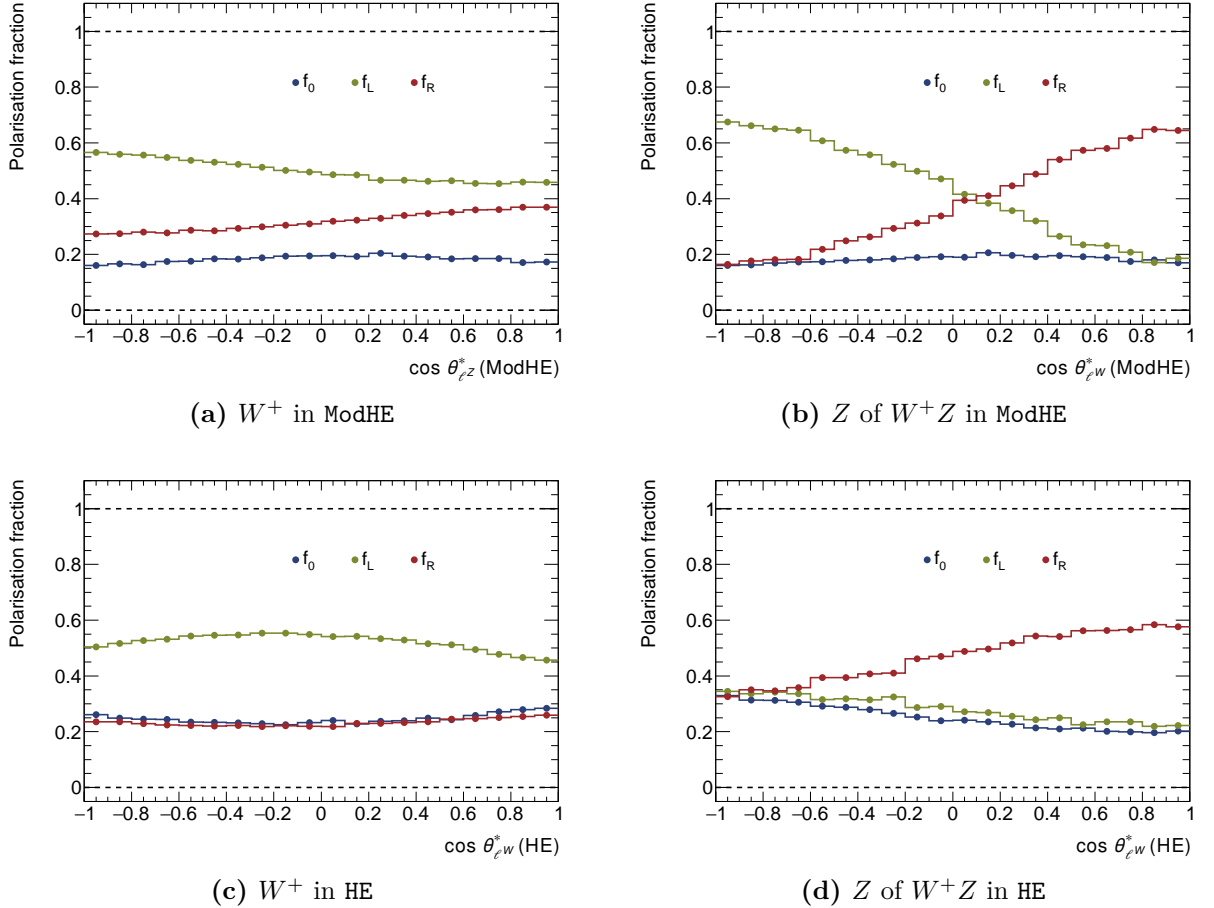 Polarisation fraction
1
0.8
0.6
0.4
0.2
0
f0 fL fR
−1 −0.8 −0.6 −0.4 −0.2 0 0.2 0.4 0.6 0.8 1
cos θ*ℓZ (ModHE)
(a) W+ in ModHE
Polarisation fraction
1
0.8
0.6
0.4
0.2
0
f0 fL fR
−1 −0.8 −0.6 −0.4 −0.2 0 0.2 0.4 0.6 0.8 1
cos θ*ℓW (ModHE)
(b) Z of W+Z in ModHE
Polarisation fraction
1
0.8
0.6
0.4
0.2
0
f0 fL fR
−1 −0.8 −0.6 −0.4 −0.2 0 0.2 0.4 0.6 0.8 1
cos θ*ℓW (HE)
(c) W+ in HE
Polarisation fraction
1
0.8
0.6
0.4
0.2
0
f0 fL fR
−1 −0.8 −0.6 −0.4 −0.2 0 0.2 0.4 0.6 0.8 1
cos θ*ℓW (HE)
(d) Z of W+Z in HE